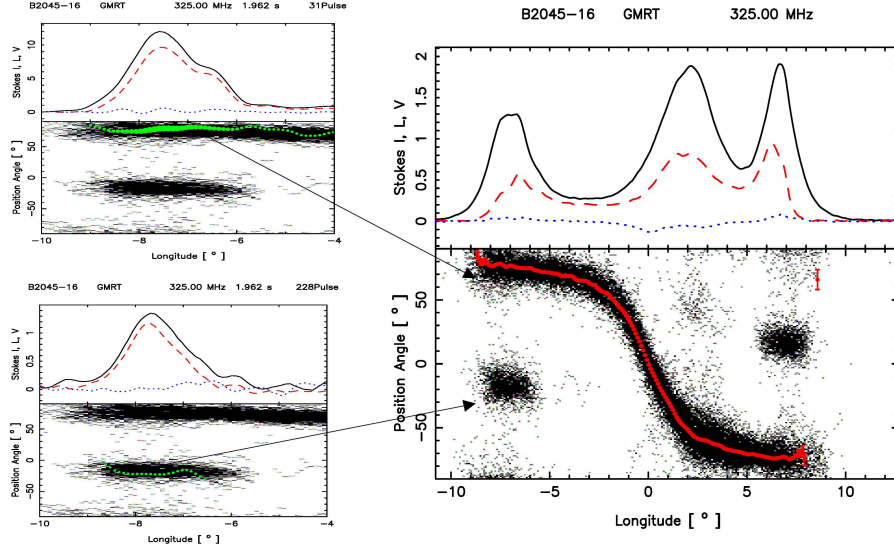 B2045-16 GMRT 325.00 MHz 1.962 s 31Pulse
Stokes I, L, V
10
5
0
Position Angle [ ° ]
50
0
−50
−10 −8 −6 −4
Longitude [ ° ]
B2045-16 GMRT 325.00 MHz 1.962 s 228Pulse
Stokes I, L, V
1
0
Position Angle [ ° ]
50
0
−50
−10 −8 −6 −4
Longitude [ ° ]
B2045-16 GMRT 325.00 MHz
Stokes I, L, V
2
1.5
1
0.5
0
Position Angle [ ° ]
50
0
−50
−10 −5 0 5 10
Longitude [ ° ]